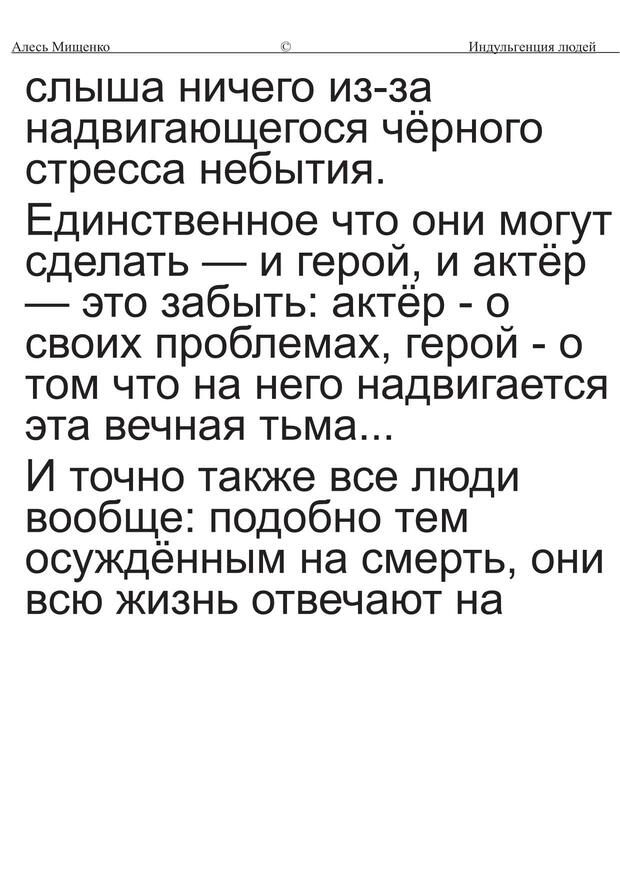 Алесь Мищенко © Индульгенция людей
слыша ничего из-за
надвигающегося чёрного
стресса небытия.
Единственное что они могут
сделать — и герой, и актёр
— это забыть: актёр - о
своих проблемах, герой - о
том что на него надвигается
эта вечная тьма...
И точно также все люди
вообще: подобно тем
осуждённым на смерть, они
всю жизнь отвечают на